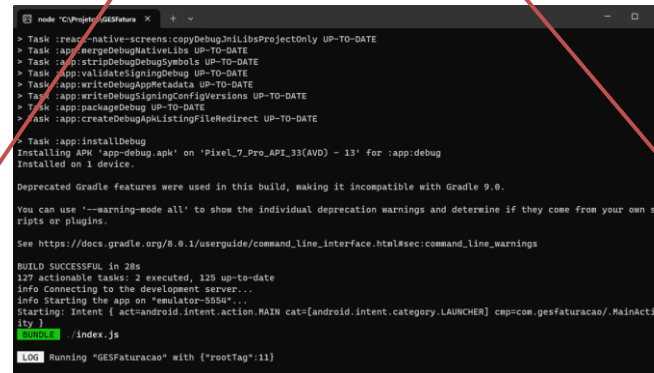 node "C:\Projeto\GESFatura
> Task :react-native-screens:copyDebugJniLibsProjectOnly UP-TO-DATE
> Task :app:mergeDebugNativeLibs UP-TO-DATE
> Task :app:stripDebugDebugSymbols UP-TO-DATE
> Task :app:validateSigningDebug UP-TO-DATE
> Task :app:writeDebugAppMetadata UP-TO-DATE
> Task :app:writeDebugSigningConfigVersions UP-TO-DATE
> Task :app:packageDebug UP-TO-DATE
> Task :app:createDebugApkListingFileRedirect UP-TO-DATE
> Task :app:installDebug
Installing APK 'app-debug.apk' on 'Pixel_7_Pro_API_33(AVD) - 13' for :app:debug
Installed on 1 device.
Deprecated Gradle features were used in this build, making it incompatible with Gradle 9.0.
You can use '--warning-mode all' to show the individual deprecation warnings and determine if they come from your own s
ripts or plugins.
See https://docs.gradle.org/8.0.1/userguide/command_line_interface.html#sec:command_line_warnings
BUILD SUCCESSFUL in 28s
127 actionable tasks: 2 executed, 125 up-to-date
info Connecting to the development server...
info Starting the app on "emulator-5554"...
Starting: Intent { act=android.intent.action.MAIN cat=[android.intent.category.LAUNCHER] cmp=com.gesfaturacao/.MainActi
ity }
BUNDLE ./index.js
LOG Running "GESFaturacao" with {"rootTag":11}